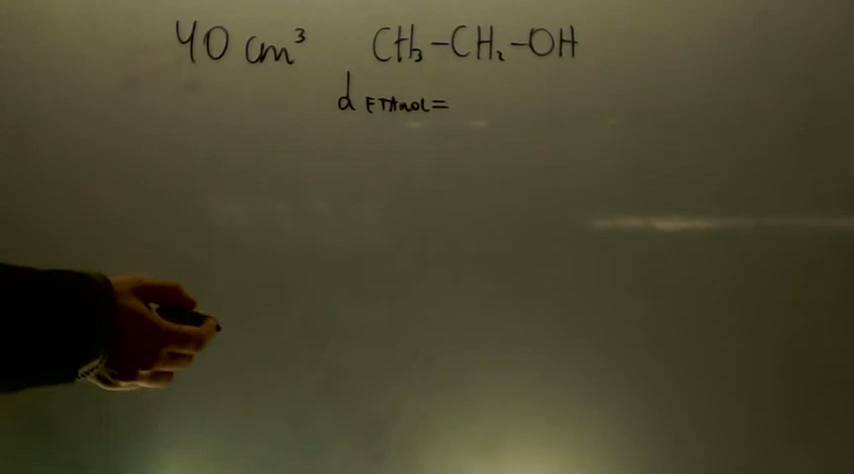 40 cm³ CH₃-CH₂-OH
d ETAnOL=